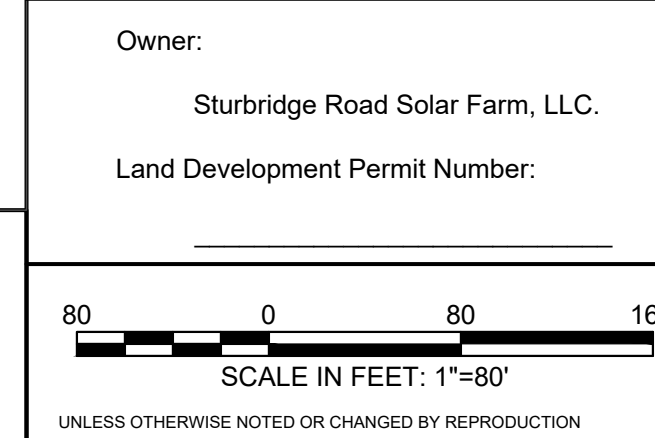 Owner:
Sturbridge Road Solar Farm, LLC.
Land Development Permit Number:
80 0 80 16
SCALE IN FEET: 1"=80'
UNLESS OTHERWISE NOTED OR CHANGED BY REPRODUCTION